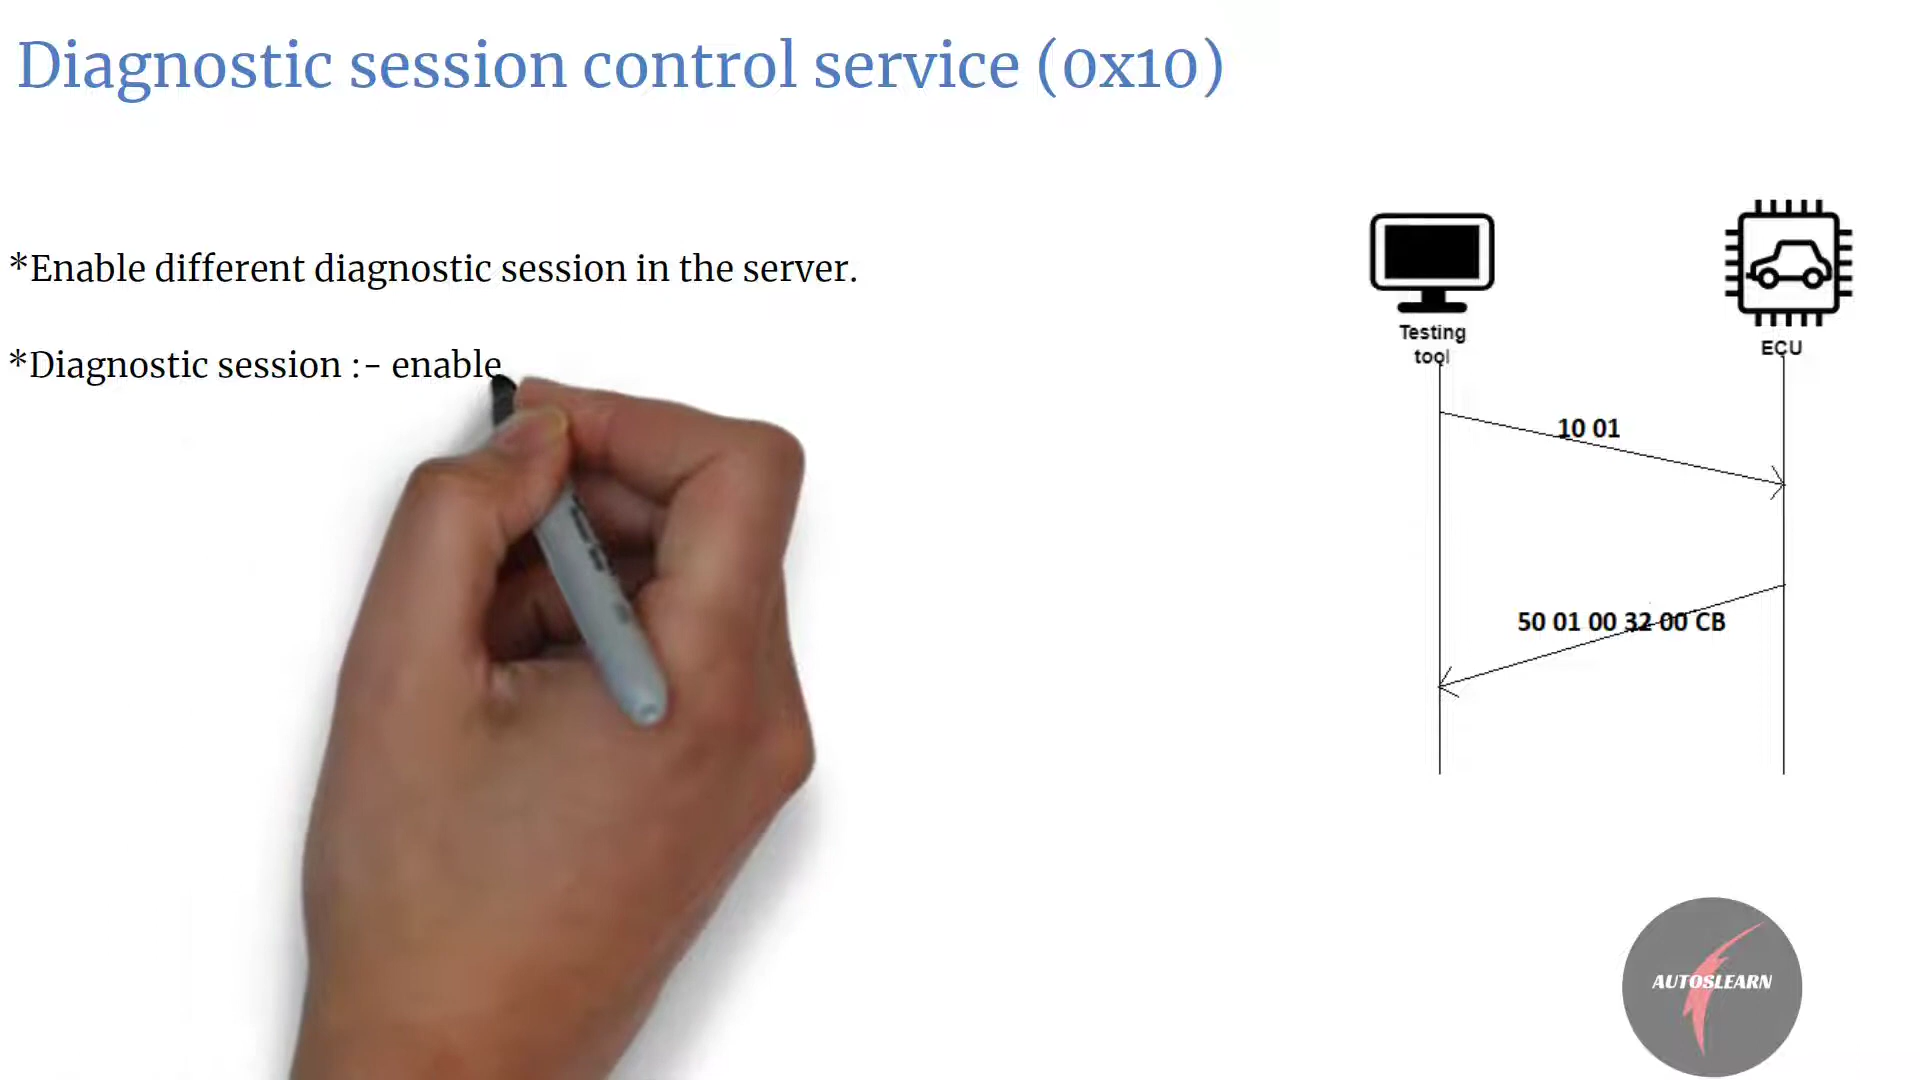 Diagnostic session control service (0x10)
*Enable different diagnostic session in the server.
*Diagnostic session :- enable
Testing
tool
ECU
10 01
50 01 00 32 00 CB
AUTOSLEARN